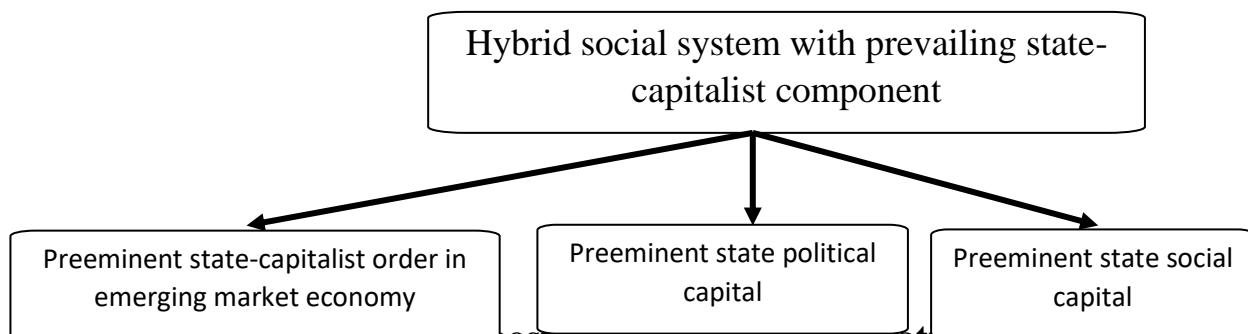 Hybrid social system with prevailing state-
capitalist component
Preeminent state-capitalist order in
emerging market economy
Preeminent state political
capital
Preeminent state social
capital